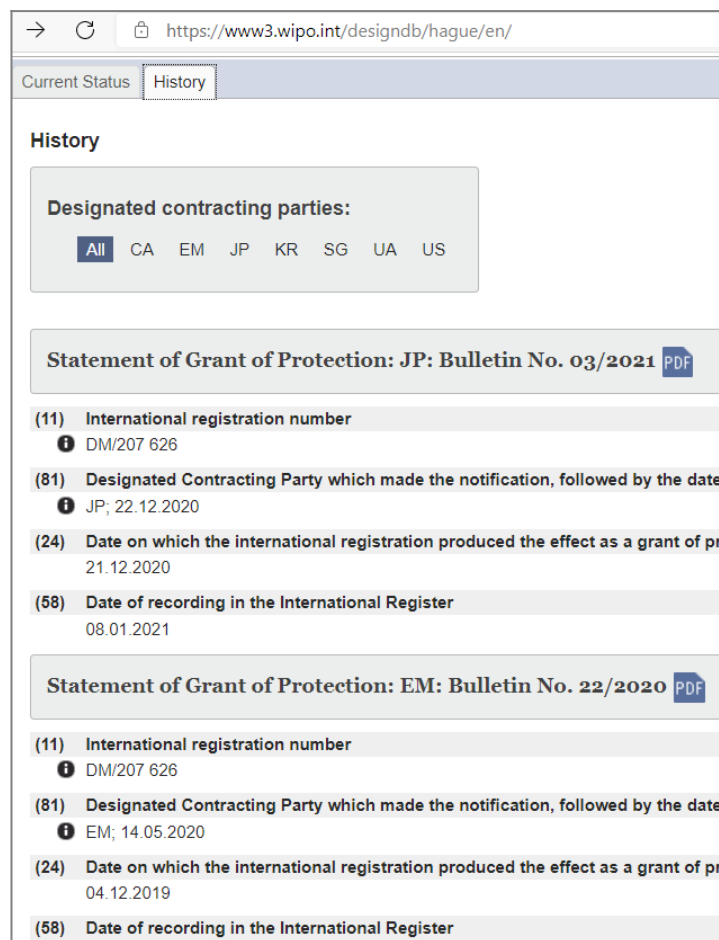 https://www3.wipo.int/designdb/hague/en/
Current Status History
History
Designated contracting parties:
All CA EM JP KR SG UA US
Statement of Grant of Protection: JP: Bulletin No. 03/2021 PDF
(11) International registration number
DM/207 626
(81) Designated Contracting Party which made the notification, followed by the date
JP; 22.12.2020
(24) Date on which the international registration produced the effect as a grant of pr
21.12.2020
(58) Date of recording in the International Register
08.01.2021
Statement of Grant of Protection: EM: Bulletin No. 22/2020 PDF
(11) International registration number
DM/207 626
(81) Designated Contracting Party which made the notification, followed by the date
EM; 14.05.2020
(24) Date on which the international registration produced the effect as a grant of pr
04.12.2019
(58) Date of recording in the International Register